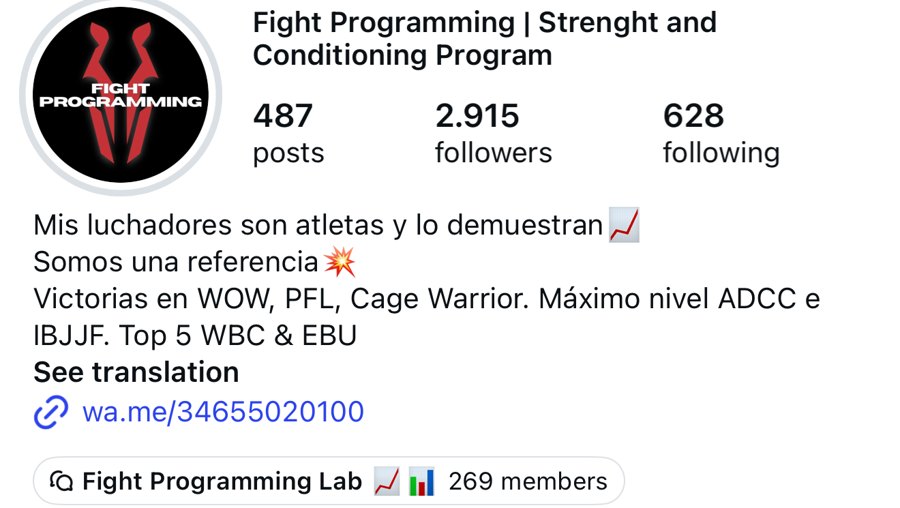 FIGHT
PROGRAMMING
Fight Programming | Strenght and
Conditioning Program
487
posts
2.915
followers
628
following
Mis luchadores son atletas y lo demuestran📈
Somos una referencia💥
Victorias en WOW, PFL, Cage Warrior. Máximo nivel ADCC e
IBJJF. Top 5 WBC & EBU
See translation
wa.me/34655020100
Fight Programming Lab 📈 📊 269 members